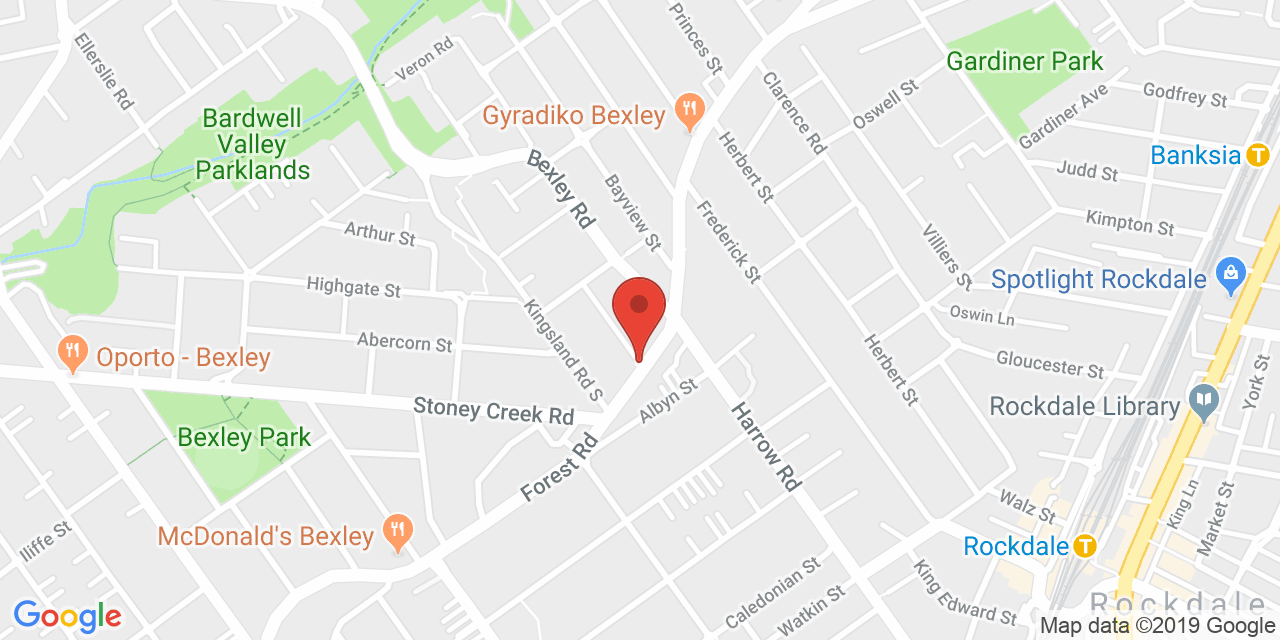 Princes St
Ellerslie Rd
Veron Rd
Gardiner Park
Clarence Rd
Oswell St
Godfrey St
Gardiner Ave
Gyradiko Bexley
Bardwell
Valley
Parklands
Herbert St
Banksia
Judd St
Bexley Rd
Bayview St
Kimpton St
Arthur St
Frederick St
Villiers St
Highgate St
Spotlight Rockdale
Oswin Ln
Kingsland Rd S
Abercorn St
Oporto - Bexley
Herbert St
Gloucester St
York St
Stoney Creek Rd
Albyn St
Rockdale Library
Bexley Park
Harrow Rd
Forest Rd
King Ln
Market St
Walz St
McDonald's Bexley
Iliffe St
Rockdale
Caledonian St
Watkin St
King Edward St
Rockdale
Google
Map data ©2019 Google